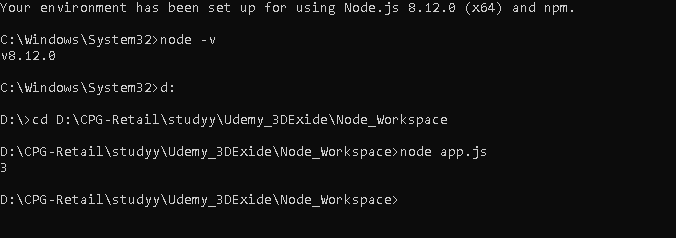 Your environment has been set up for using Node.js 8.12.0 (x64) and npm.
C:\Windows\System32>node -v
v8.12.0
C:\Windows\System32>d:
D:\>cd D:\CPG-Retail\studyy\Udemy_3DExide\Node_Workspace
D:\CPG-Retail\studyy\Udemy_3DExide\Node_Workspace>node app.js
3
D:\CPG-Retail\studyy\Udemy_3DExide\Node_Workspace>